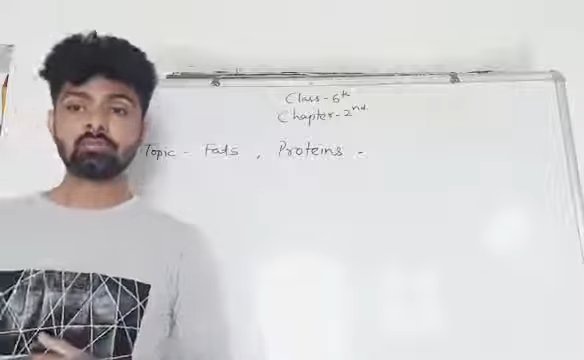 Class-6th
Chapter-2nd
Topic - Fats , Proteins -